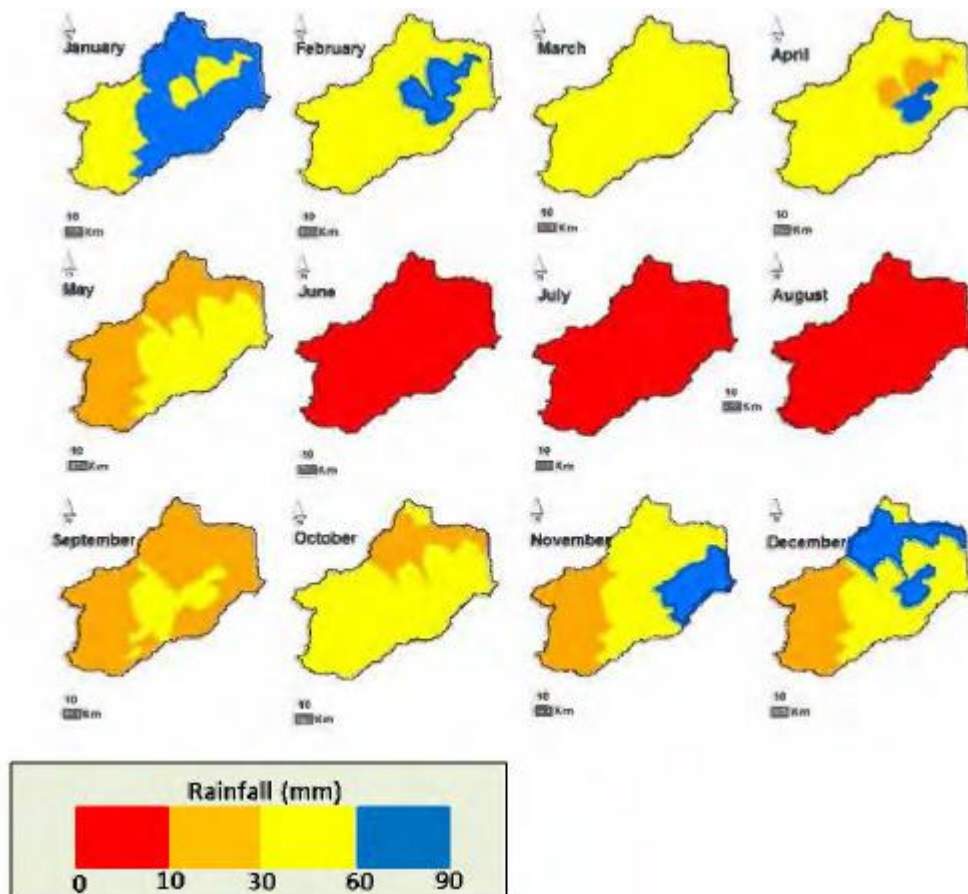 January
February
March
April
10
Km
10
Km
10
Km
10
Km
May
June
July
August
10
Km
10
Km
10
Km
10
Km
September
October
November
December
10
Km
10
Km
10
Km
10
Km
Rainfall (mm)
0 10 30 60 90